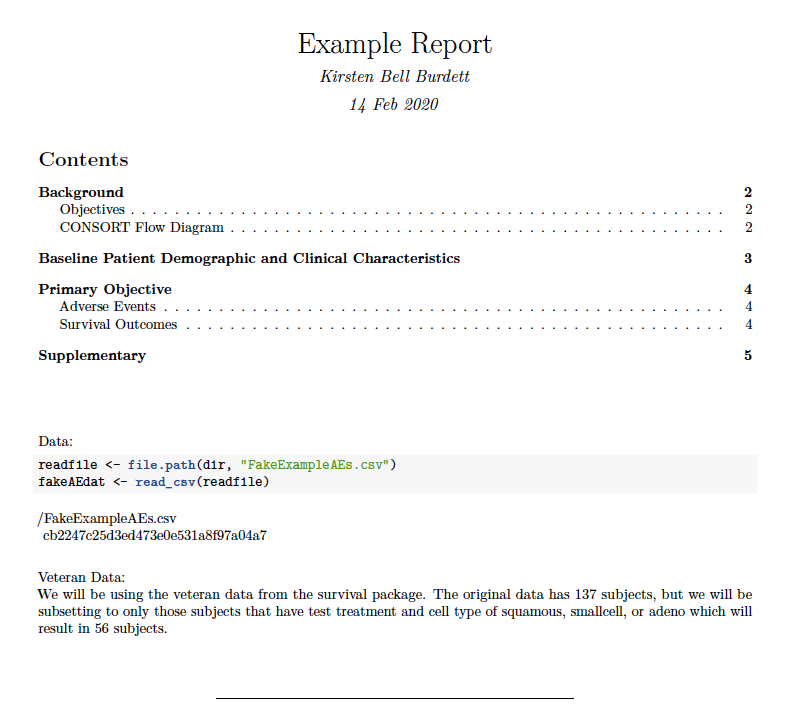 Example Report
Kirsten Bell Burdett
14 Feb 2020
Contents
Background 2
Objectives . . . . . . . . . . . . . . . . . . . . . . . . . . . . . . . . . . . . . . . . . . . . . . . . . . . . . 2
CONSORT Flow Diagram . . . . . . . . . . . . . . . . . . . . . . . . . . . . . . . . . . . . . . . . . . . . 2
Baseline Patient Demographic and Clinical Characteristics 3
Primary Objective 4
Adverse Events . . . . . . . . . . . . . . . . . . . . . . . . . . . . . . . . . . . . . . . . . . . . . . . . . . 4
Survival Outcomes . . . . . . . . . . . . . . . . . . . . . . . . . . . . . . . . . . . . . . . . . . . . . . . . 4
Supplementary 5
Data:
readfile <- file.path(dir, "FakeExampleAEs.csv")
fakeAEdat <- read_csv(readfile)
/FakeExampleAEs.csv
cb2247c25d3ed473e0e531a8f97a04a7
Veteran Data:
We will be using the veteran data from the survival package. The original data has 137 subjects, but we will be
subsetting to only those subjects that have test treatment and cell type of squamous, smallcell, or adeno which will
result in 56 subjects.